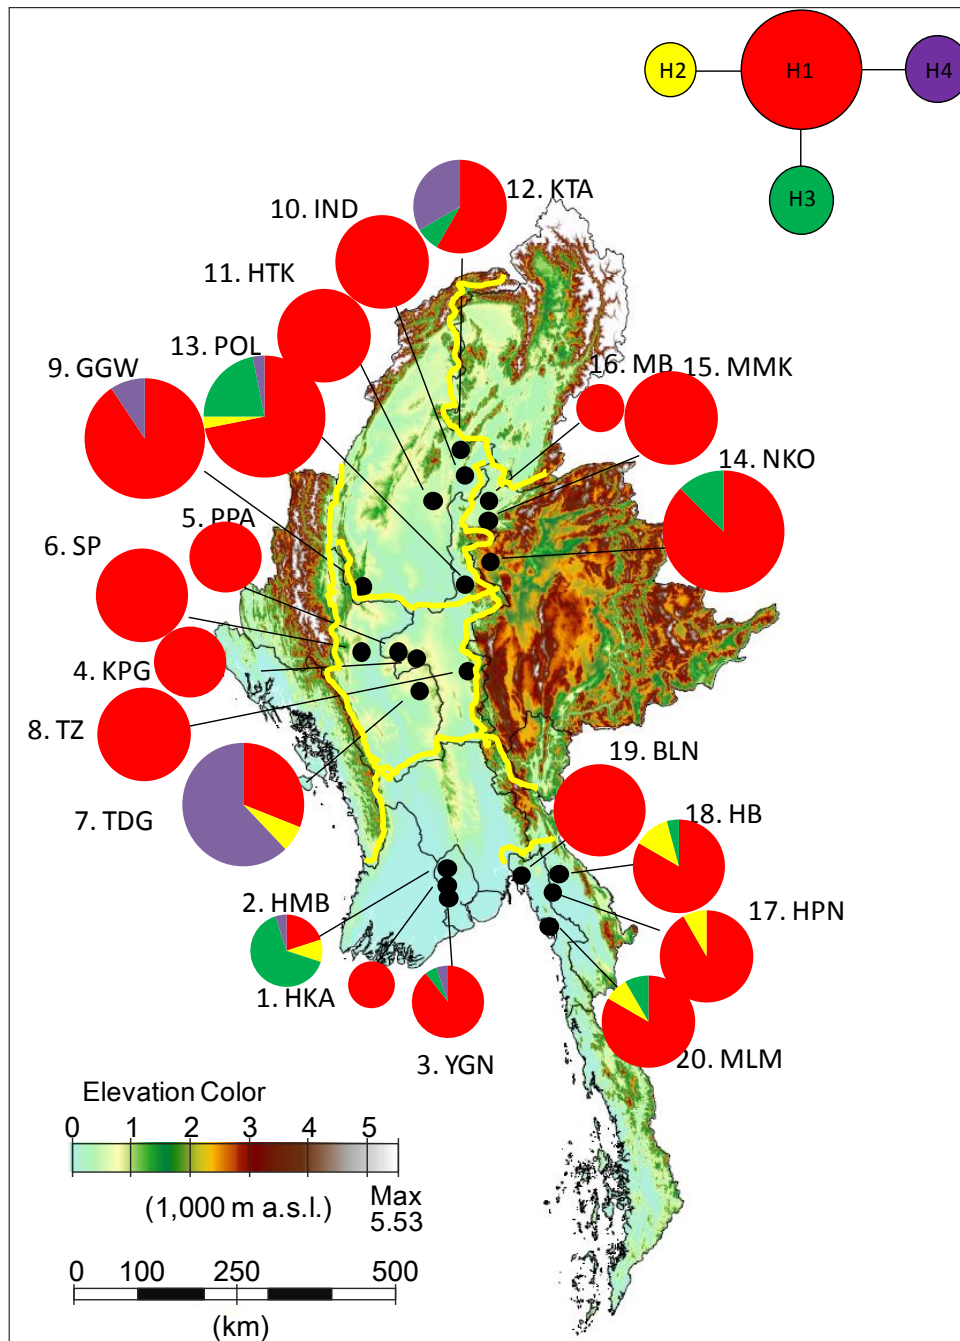 H2
H1
H4
H3
12. KTA
10. IND
11. HTK
13. POL
9. GGW
16. MB
15. MMK
14. NKO
5. PPA
6. SP
4. KPG
8. TZ
7. TDG
19. BLN
18. HB
17. HPN
2. HMB
1. HKA
3. YGN
20. MLM
Elevation Color
0 1 2 3 4 5
(1,000 m a.s.l.)
Max
5.53
0 100 250 500
(km)